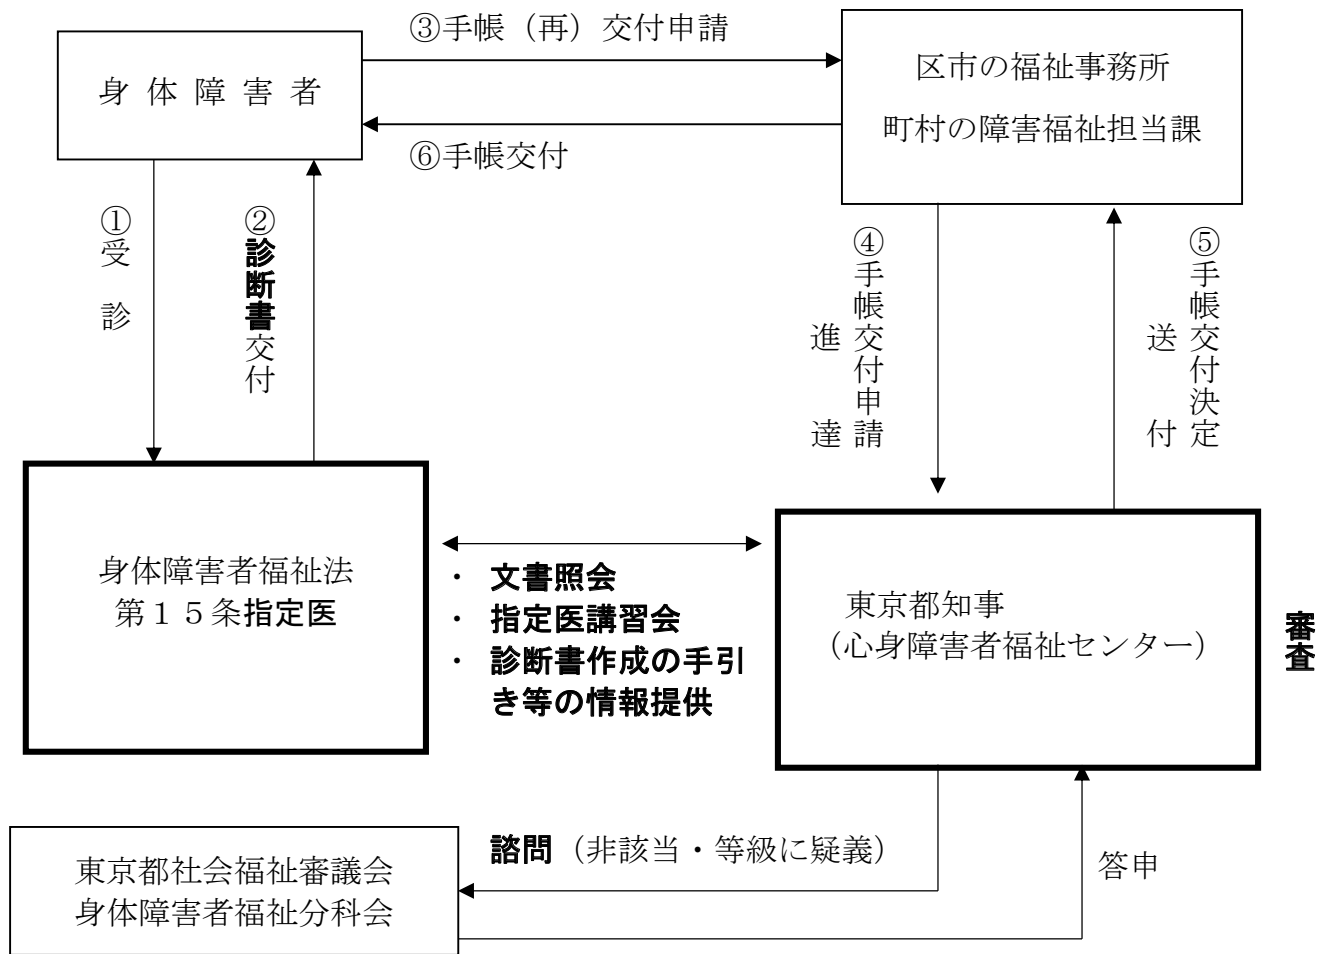 ③手帳（再）交付申請
身体障害者
区市の福祉事務所
町村の障害福祉担当課
⑥手帳交付
①受診
②診断書交付
④手帳交付申請
進達
⑤手帳交付決定
送付
身体障害者福祉法
第１５条指定医
・ 文書照会
・ 指定医講習会
・ 診断書作成の手引
き等の情報提供
東京都知事
（心身障害者福祉センター）
審査
諮問（非該当・等級に疑義）
答申
東京都社会福祉審議会
身体障害者福祉分科会